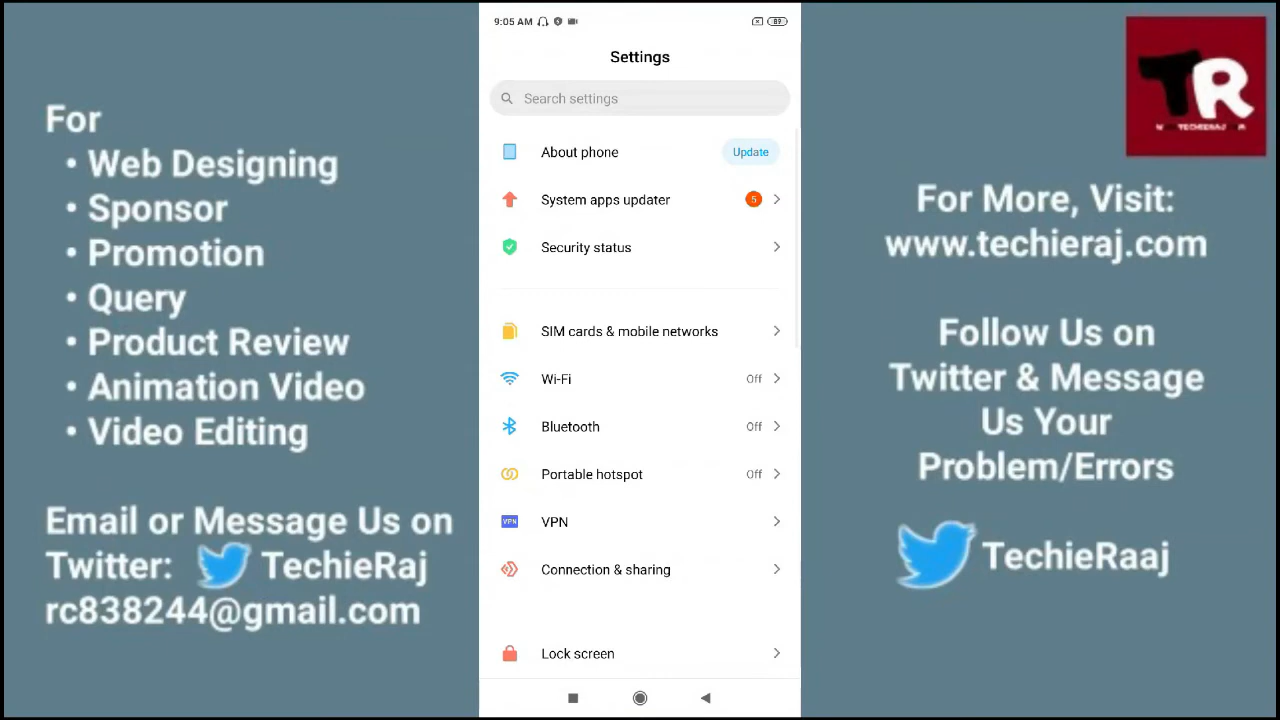 For
• Web Designing
• Sponsor
• Promotion
• Query
• Product Review
• Animation Video
• Video Editing
Email or Message Us on
Twitter: TechieRaj
rc838244@gmail.com
9:05 AM
89
Settings
Search settings
About phone
Update
System apps updater
5
Security status
SIM cards & mobile networks
Wi-Fi
Off
Bluetooth
Off
Portable hotspot
Off
VPN
VPN
Connection & sharing
Lock screen
TR
For More, Visit:
www.techieraj.com
Follow Us on
Twitter & Message
Us Your
Problem/Errors
TechieRaaj